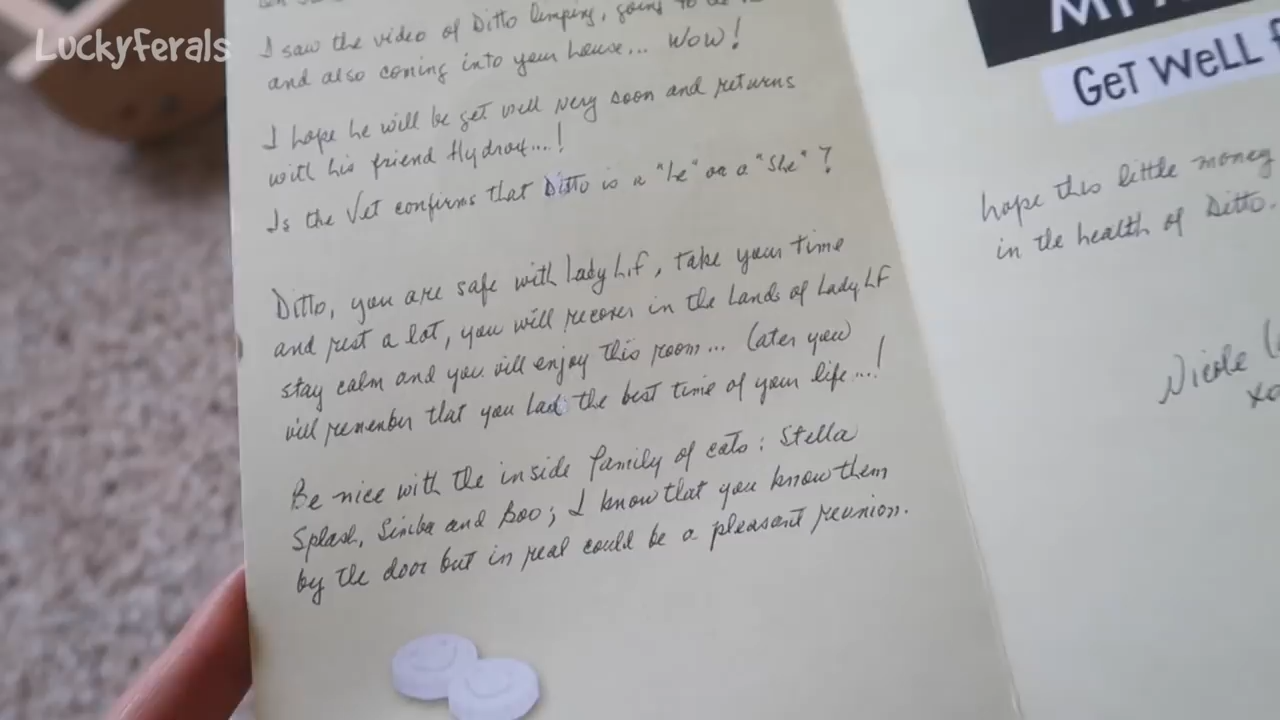 LuckyFerals
I saw the video of Ditto limping, going to
and also coming into your house... Wow!
I hope he will be get well very soon and returns
with his friend Hydrox....!
Is the Vet confirms that Ditto is a "he" or a "She"?
Ditto, you are safe with Lady L.F, take your time
and rest a lot, you will recover in the Lands of Lady LF
stay calm and you will enjoy this room... Later you
will remember that you had the best time of your life...!
Be nice with the inside family of cats: Stella
Splash, Simba and Boo; I know that you know them
by the door but in real could be a pleasant reunion.
GeT WeLL
hope this little money
in the health of Ditto.
Nicole